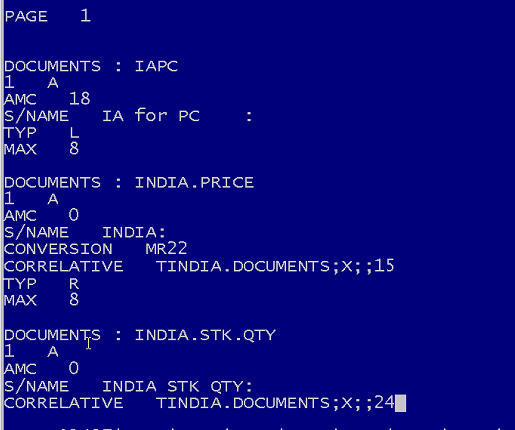 PAGE 1
DOCUMENTS : IAPC
1 A
AMC 18
S/NAME IA for PC :
TYP L
MAX 8
DOCUMENTS : INDIA.PRICE
1 A
AMC 0
S/NAME INDIA:
CONVERSION MR22
CORRELATIVE TINDIA.DOCUMENTS;X;;15
TYP R
MAX 8
DOCUMENTS : INDIA.STK.QTY
1 A
AMC 0
S/NAME INDIA STK QTY:
CORRELATIVE TINDIA.DOCUMENTS;X;;24